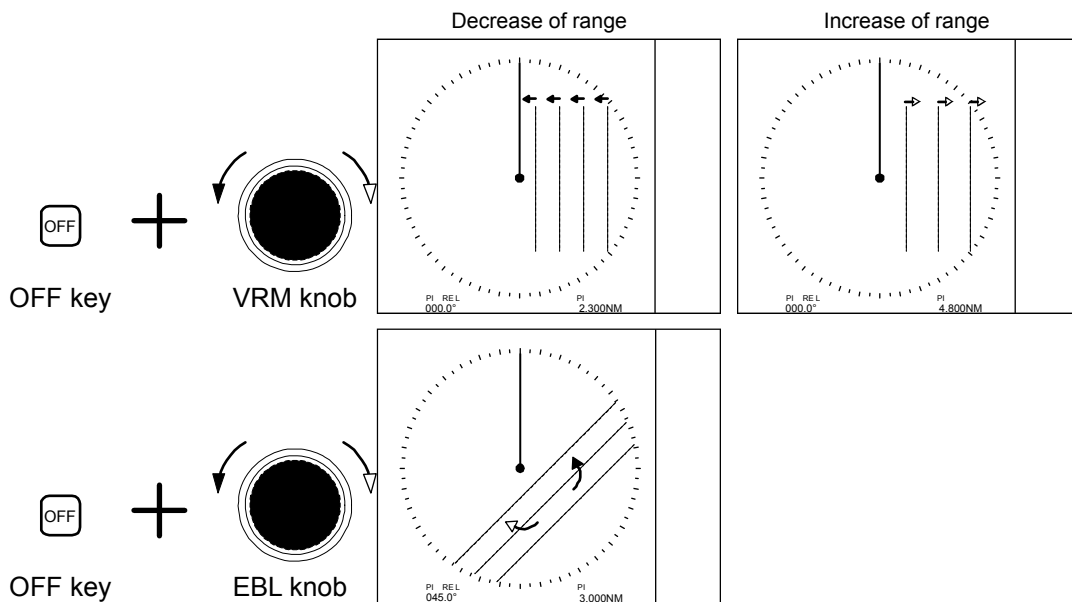 Decrease of range
Increase of range
OFF
OFF key
VRM knob
PI REL
000.0°
PI
2.300NM
PI REL
000.0°
PI
4.800NM
OFF
OFF key
EBL knob
PI REL
045.0°
PI
3.000NM